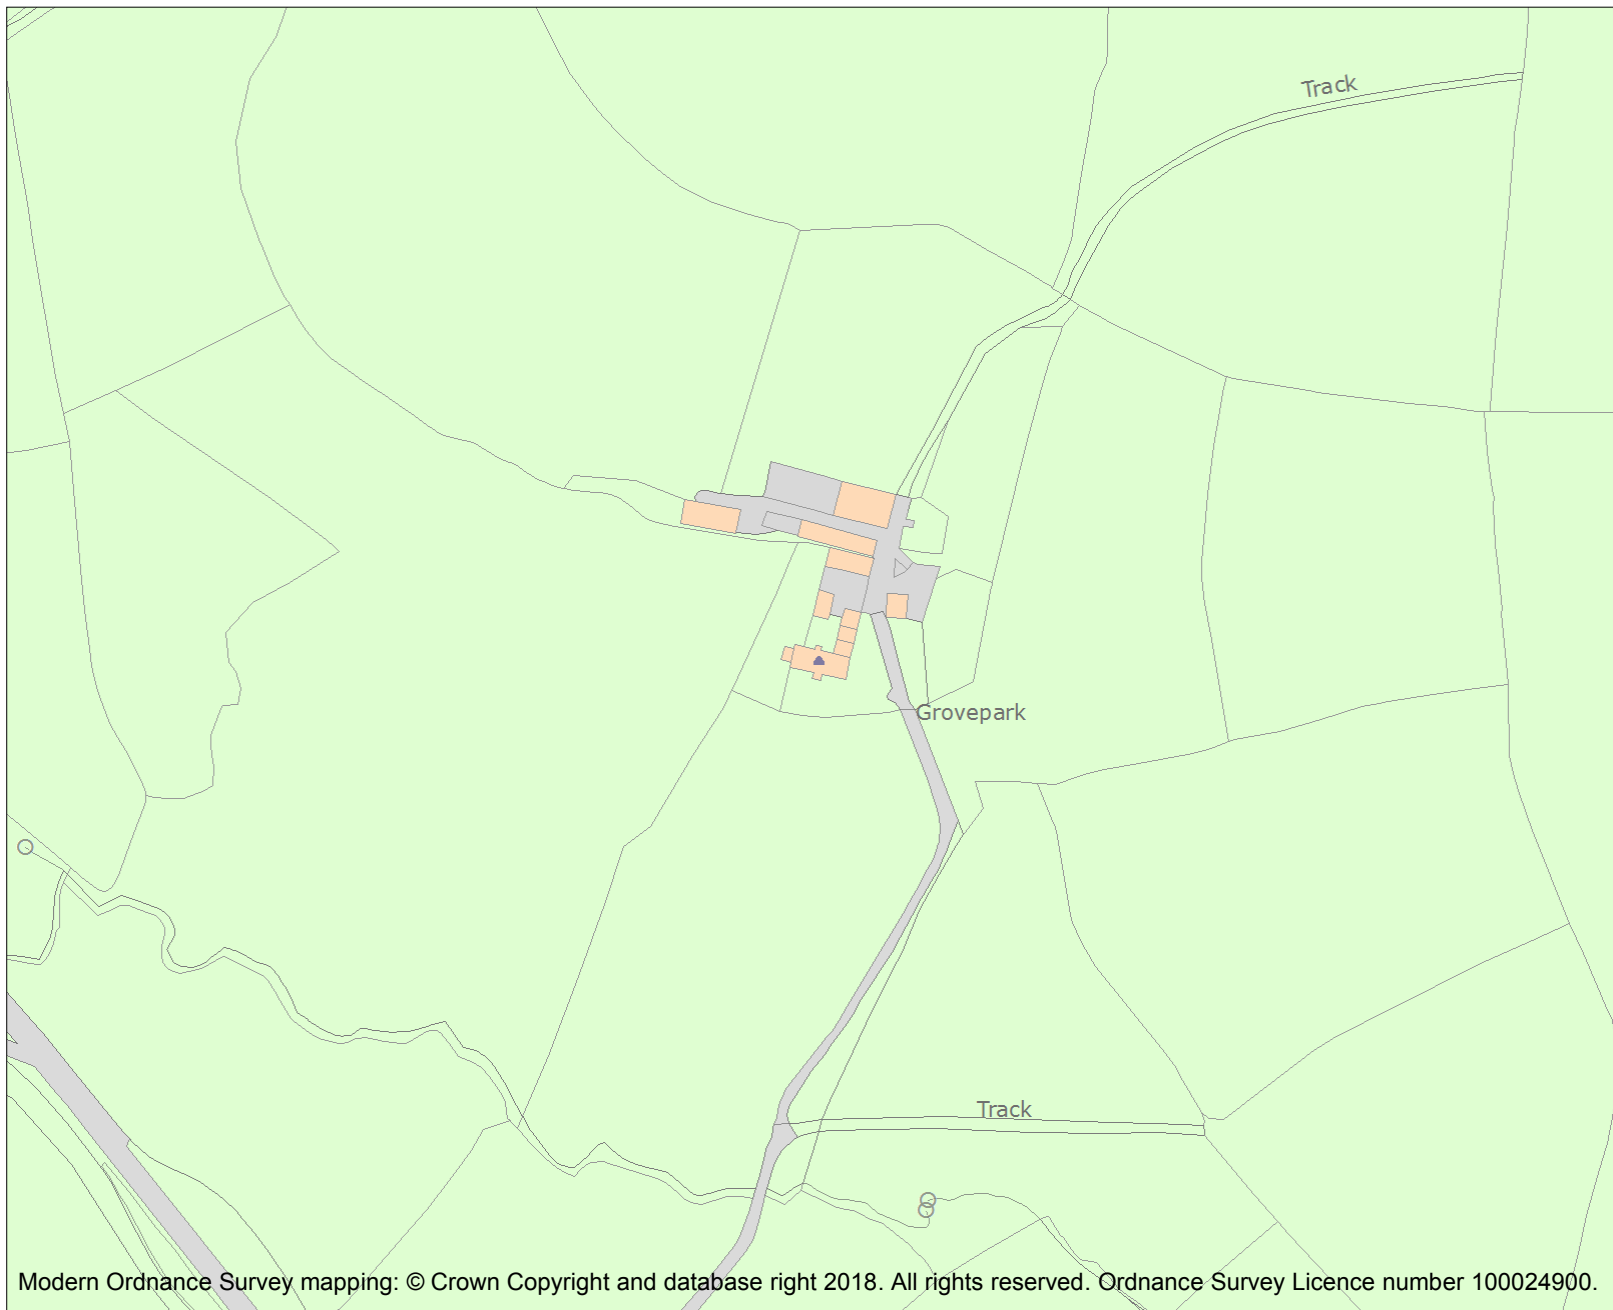 Track
Grovepark
Track
Modern Ordnance Survey mapping: © Crown Copyright and database right 2018. All rights reserved. Ordnance Survey Licence number 100024900.